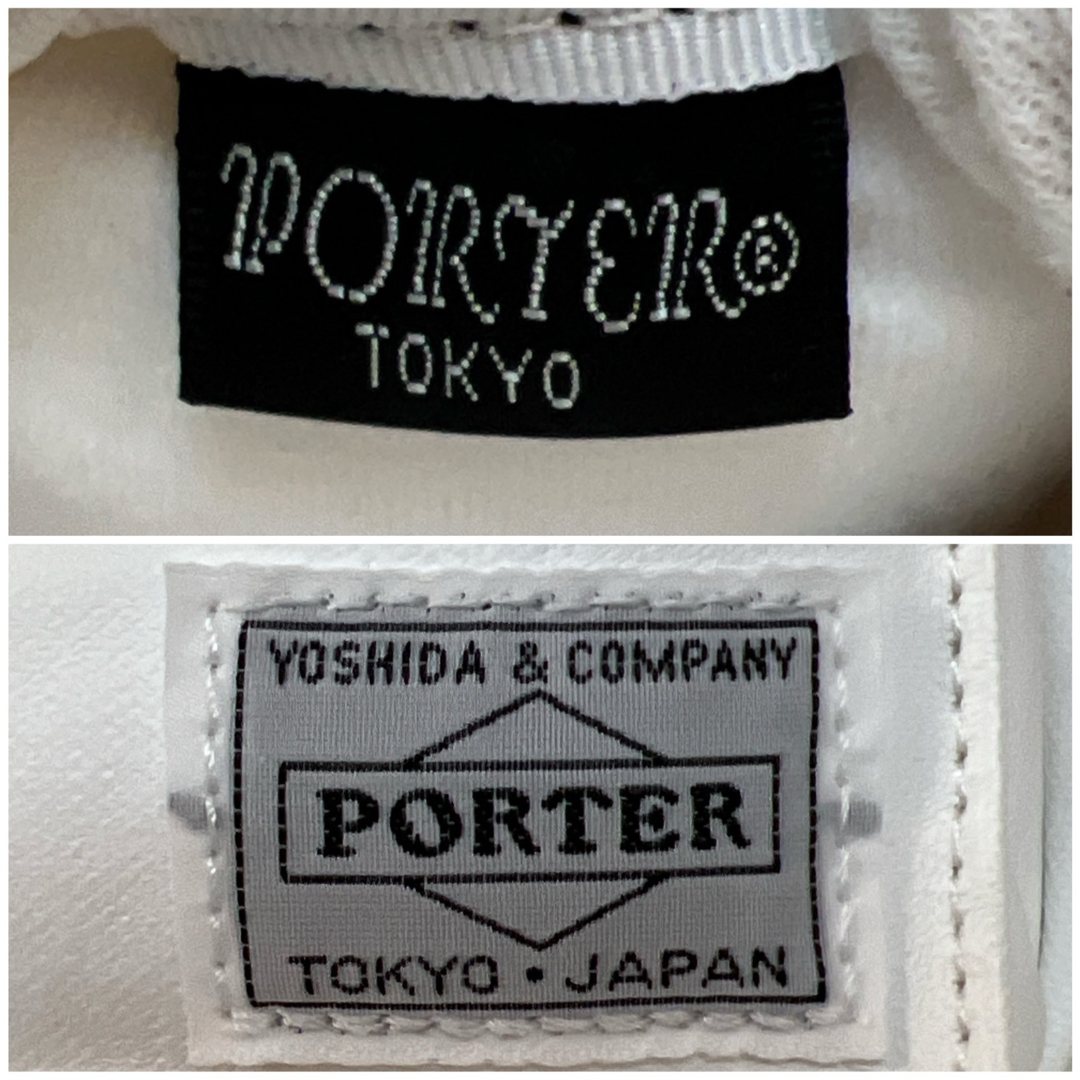 PORTER®
TOKYO
YOSHIDA & COMPANY
PORTER
TOKYO • JAPAN